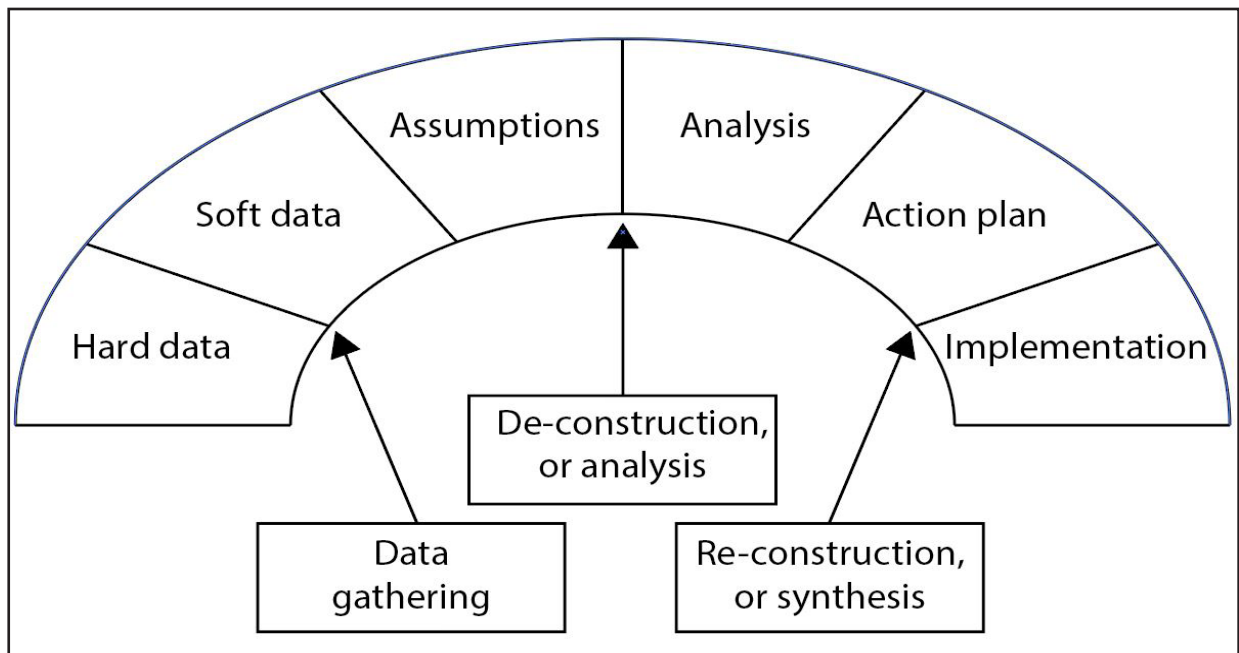 Assumptions
Analysis
Soft data
Action plan
Hard data
Implementation
De-construction,
or analysis
Data
gathering
Re-construction,
or synthesis